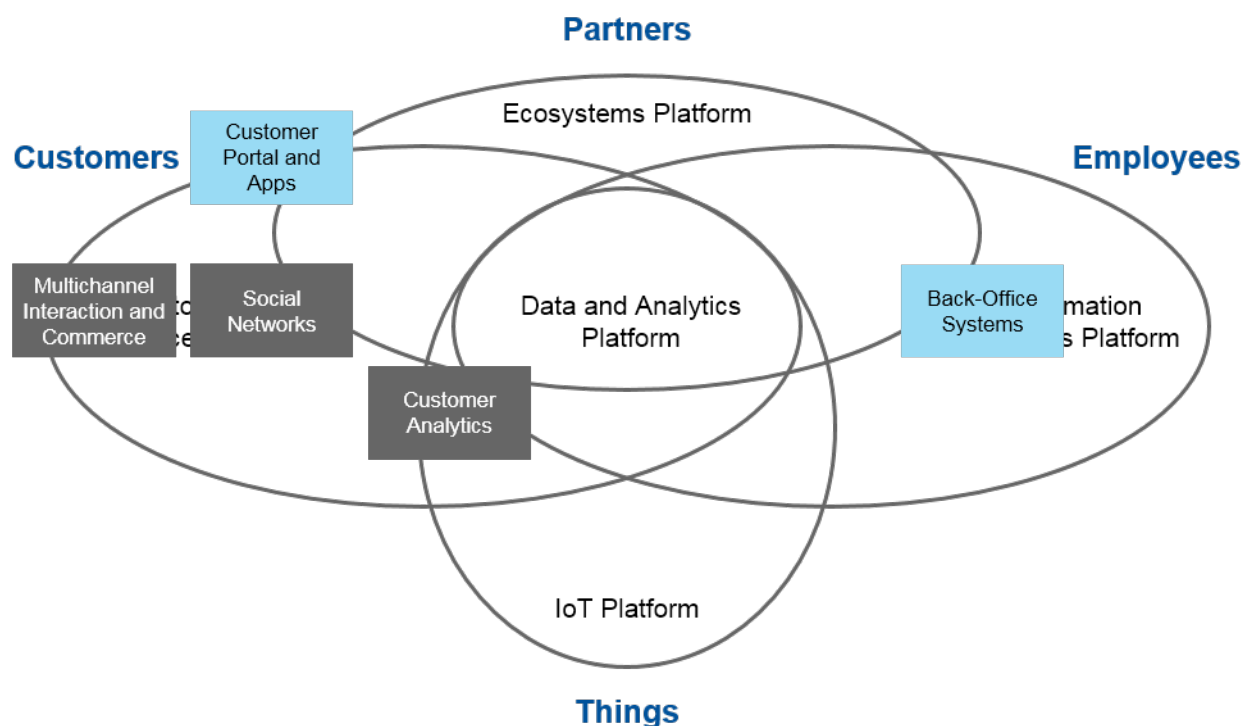 Partners
Ecosystems Platform
Customer
Portal and
Apps
Customers
Employees
Multichannel
Interaction and
Commerce
Social
Networks
Data and Analytics
Platform
Back-Office
Systems
Platform
Customer
Analytics
IoT Platform
Things